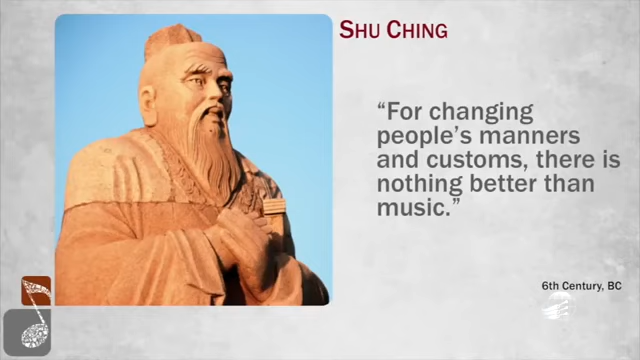 SHU CHING
“For changing
people’s manners
and customs, there is
nothing better than
music.”
6th Century, BC